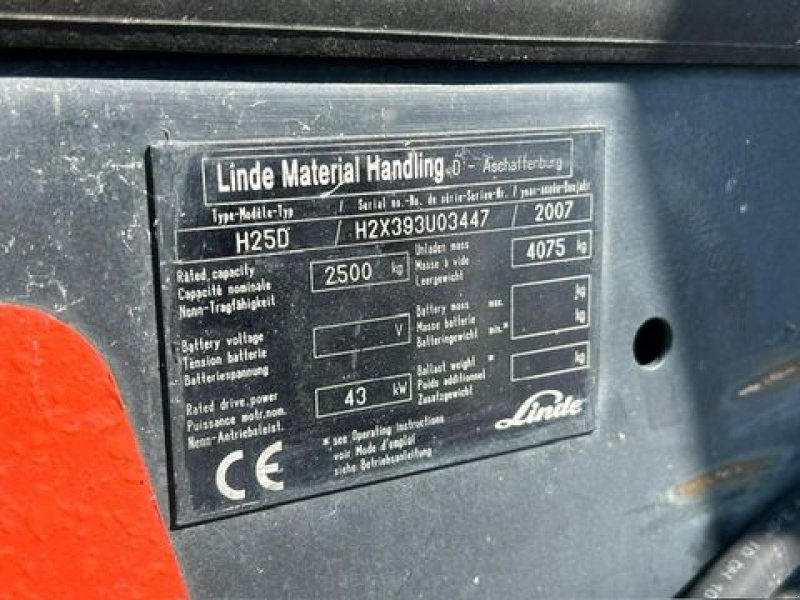 Linde Material Handling D - Aschaffenburg
Type-Modèle-Typ / Serial no.-No. de série-Serien-Nr. / year-année-Baujahr
H25D / H2X393U03447 / 2007
Rated capacity
Capacité nominale
Nenn-Tragfähigkeit
2500 kg
Unladen mass
Masse à vide
Leergewicht
4075 kg
Battery voltage
Tension batterie
Batteriespannung
V
Battery mass max.
Masse batterie
Batteriegewicht min.*
kg
kg
Rated drive power
Puissance motr.nom.
Nenn-Antriebsleist.
43 kW
Ballast weight *
Poids additionnel
Zusatzgewicht
kg
* see Operating instructions
voir Mode d'emploi
siehe Betriebsanleitung
CE
Linde